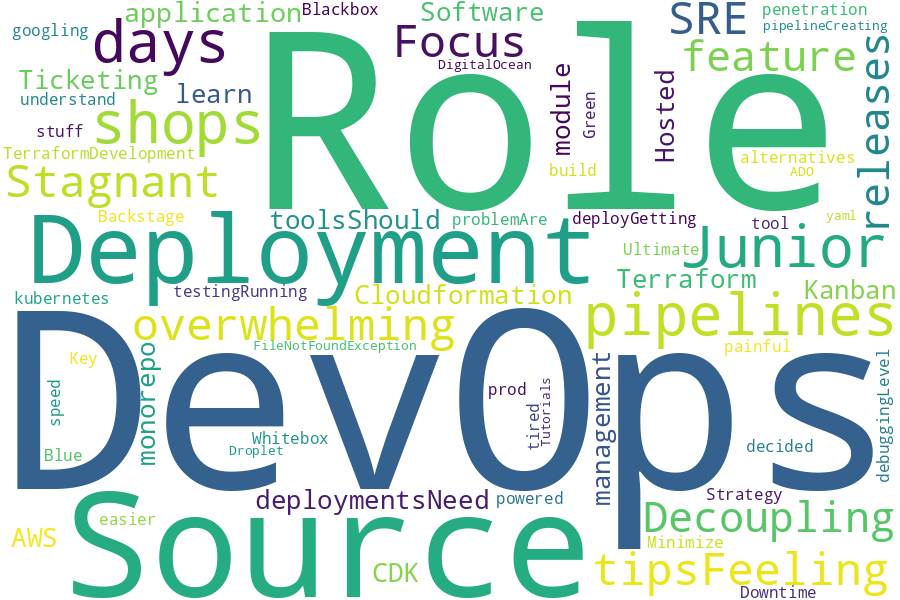 application
Blackbox
Software
SRE
penetration
pipelineCreating
googling
days
Role
Focus
DigitalOcean
feature
releases
Ticketing
understand
learn
module
Green
Hosted
stuff
shops
TerraformDevelopment
Stagnant
build
alternatives
ADO
Backstage
toolsShould
problemAre
deployGetting
tool
yaml
Deployment
Ultimate
Junior
kubernetes
testingRunning
Cloudformation
Terraform
Kanban
overwhelming
pipelines
FileNotFoundException
Key
monorepo
DevOps
painful
speed
prod
tired
Tutorials
management
debuggingLevel
Blue
Whitebox
Droplet
decided
Source
deploymentsNeed
powered
Strategy
easier
Decoupling
AWS
CDK
Minimize
tipsFeeling
Downtime